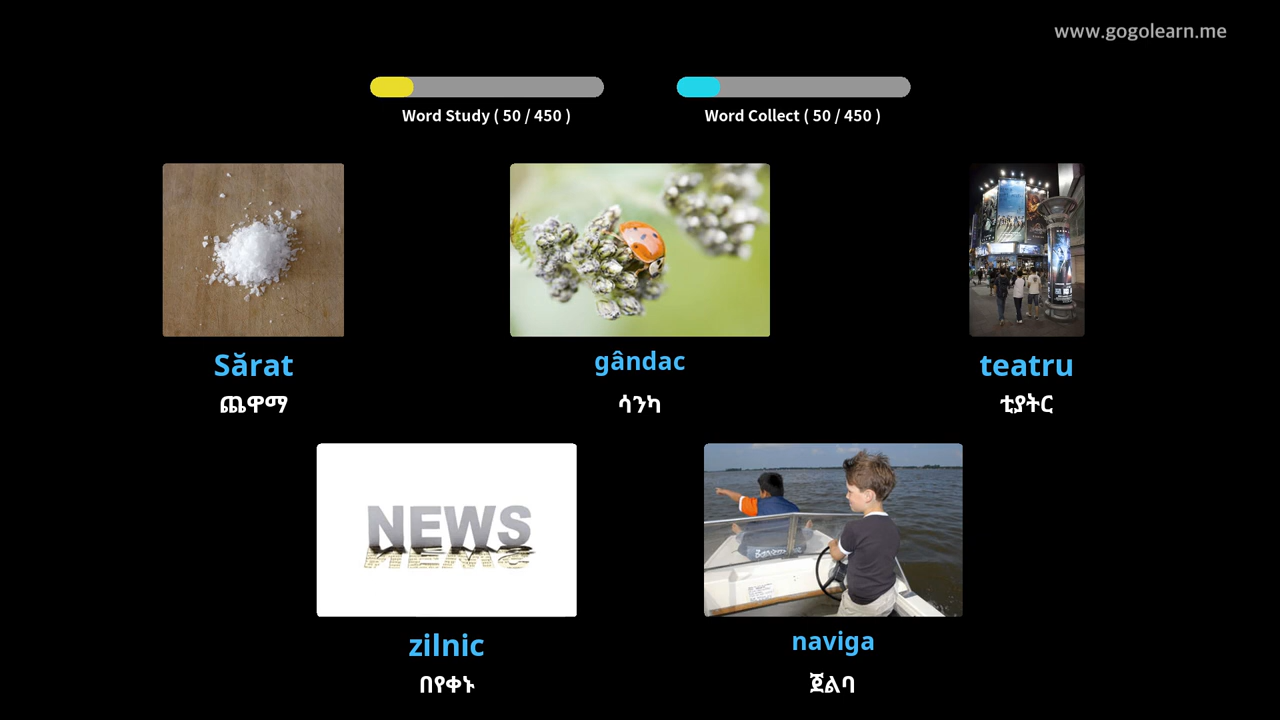 www.gogolearn.me
Word Study ( 50 / 450 )
Word Collect ( 50 / 450 )
Sărat
ጨዋማ
gândac
ሳንካ
teatru
ቲያትር
NEWS
zilnic
በየቀኑ
naviga
ጀልባ